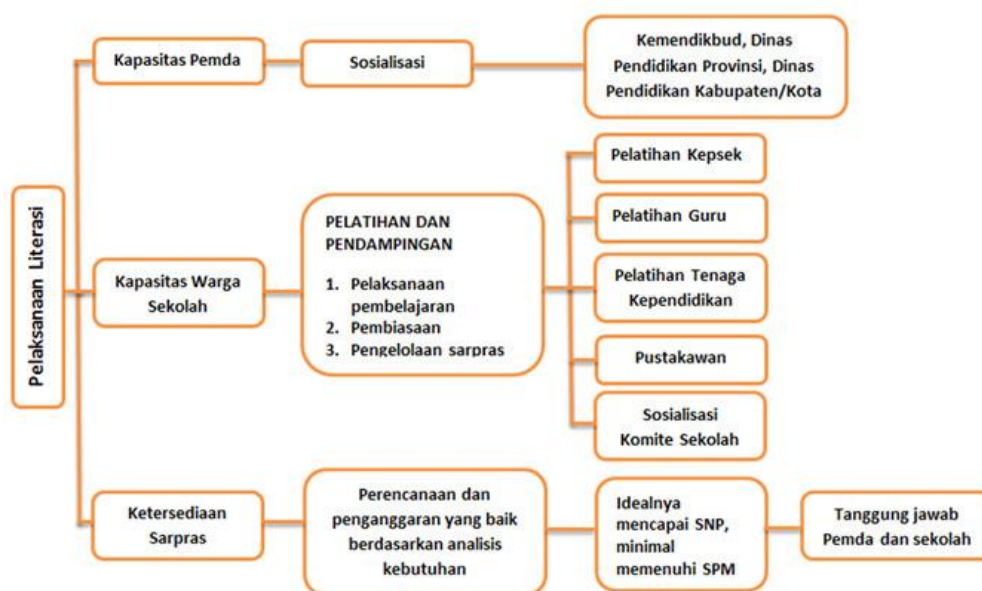 Pelaksanaan Literasi
Kapasitas Pemda
Sosialisasi
Kemendikbud, Dinas
Pendidikan Provinsi, Dinas
Pendidikan Kabupaten/Kota
Kapasitas Warga
Sekolah
PELATIHAN DAN
PENDAMPINGAN
1. Pelaksanaan
pembelajaran
2. Pembiasaan
3. Pengelolaan sarpras
Pelatihan Kepsek
Pelatihan Guru
Pelatihan Tenaga
Kependidikan
Pustakawan
Sosialisasi
Komite Sekolah
Ketersediaan
Sarpras
Perencanaan dan
penganggaran yang baik
berdasarkan analisis
kebutuhan
Idealnya
mencapai SNP,
minimal
memenuhi SPM
Tanggung jawab
Pemda dan sekolah